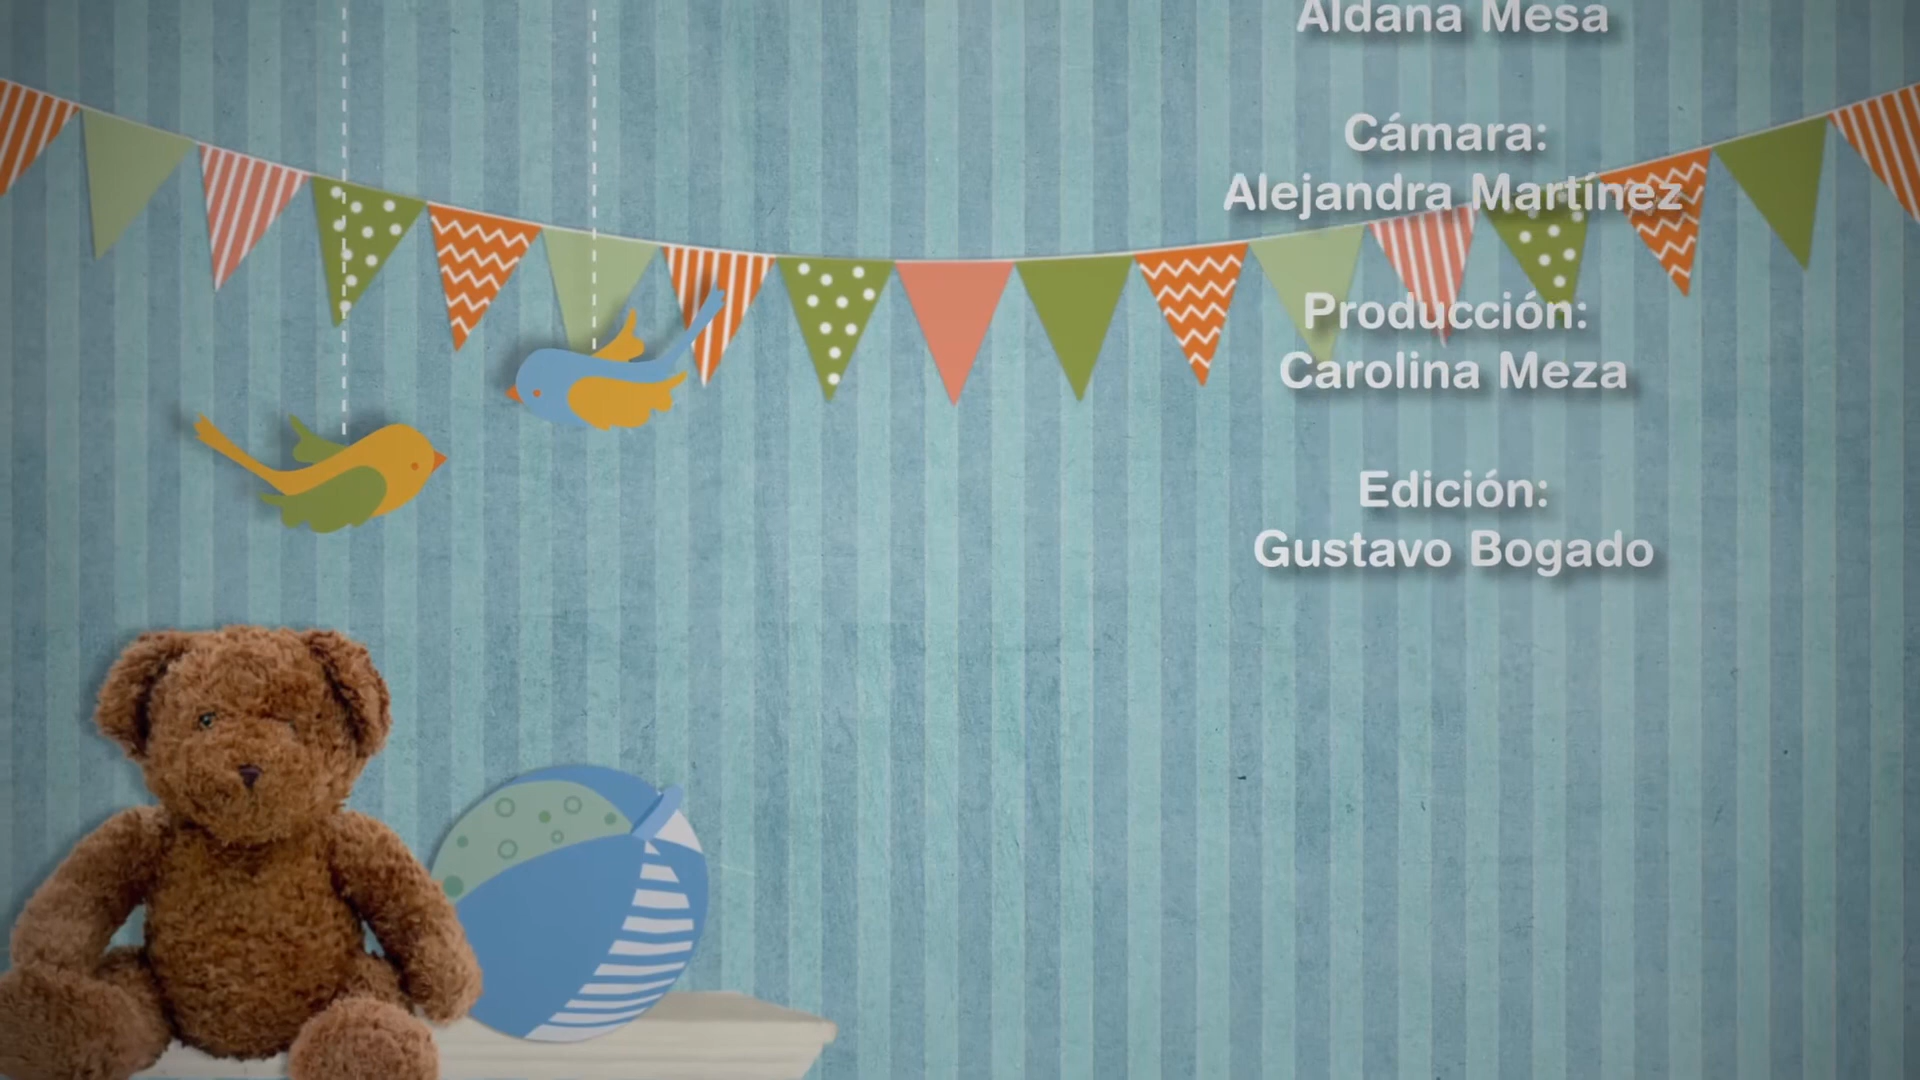 Aldana Mesa
Cámara:
Alejandra Martínez
Producción:
Carolina Meza
Edición:
Gustavo Bogado